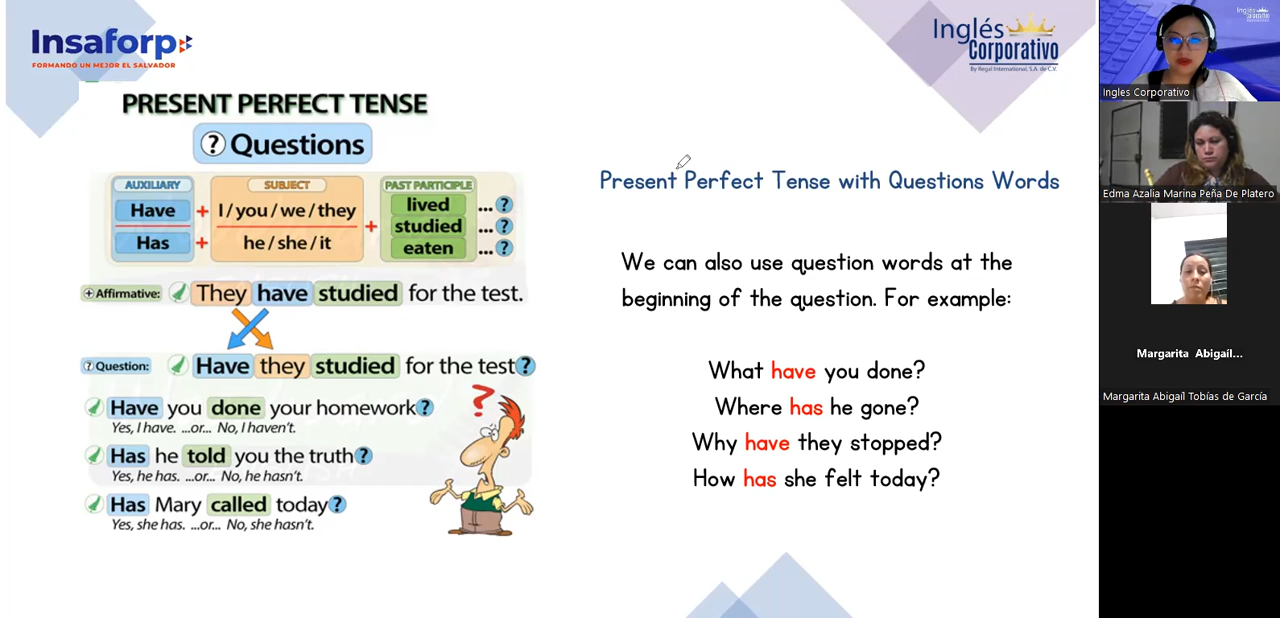 Insaforp
FORMANDO UN MEJOR EL SALVADOR
Inglés
Corporativo
By Regal International, S.A. de C.V.
PRESENT PERFECT TENSE
? Questions
AUXILIARY
SUBJECT
PAST PARTICIPLE
Have + I / you / we / they
Has + he / she / it
+
lived ...?
studied ...?
eaten ...?
+ Affirmative: They have studied for the test.
? Question: Have they studied for the test?
Have you done your homework?
Yes, I have. ...or... No, I haven't.
Has he told you the truth?
Yes, he has. ...or... No, he hasn't.
Has Mary called today?
Yes, she has. ...or... No, she hasn't.
?
Present Perfect Tense with Questions Words
We can also use question words at the
beginning of the question. For example:
What have you done?
Where has he gone?
Why have they stopped?
How has she felt today?
Inglés
Ingles Corporativo
Edma Azalia Marina Peña De Platero
Margarita Abigaíl...
Margarita Abigaíl Tobías de García